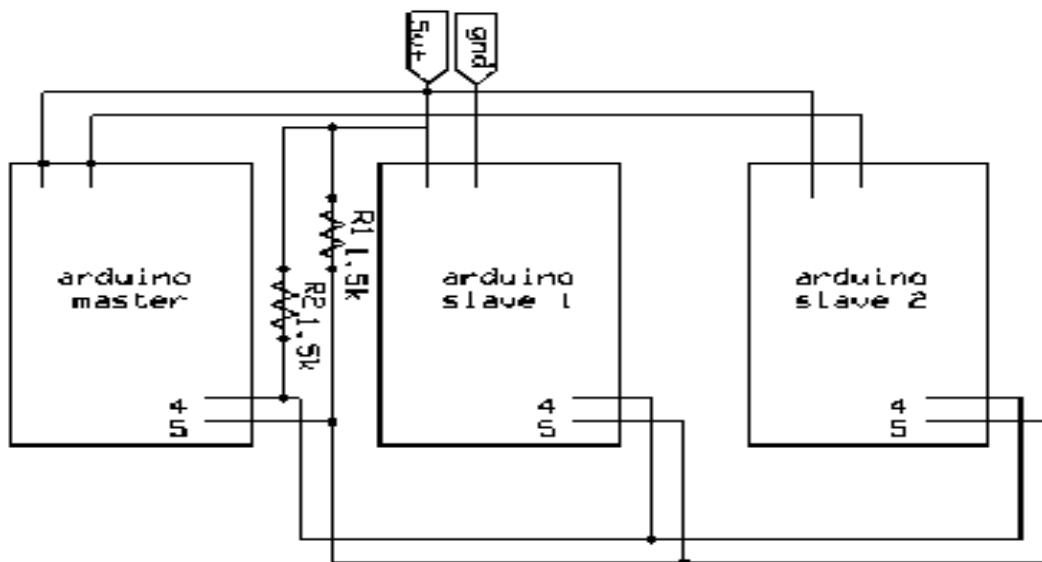 5v+
gnd
R1 1.5k
R2 1.5k
arduino
master
4
5
arduino
slave 1
4
5
arduino
slave 2
4
5